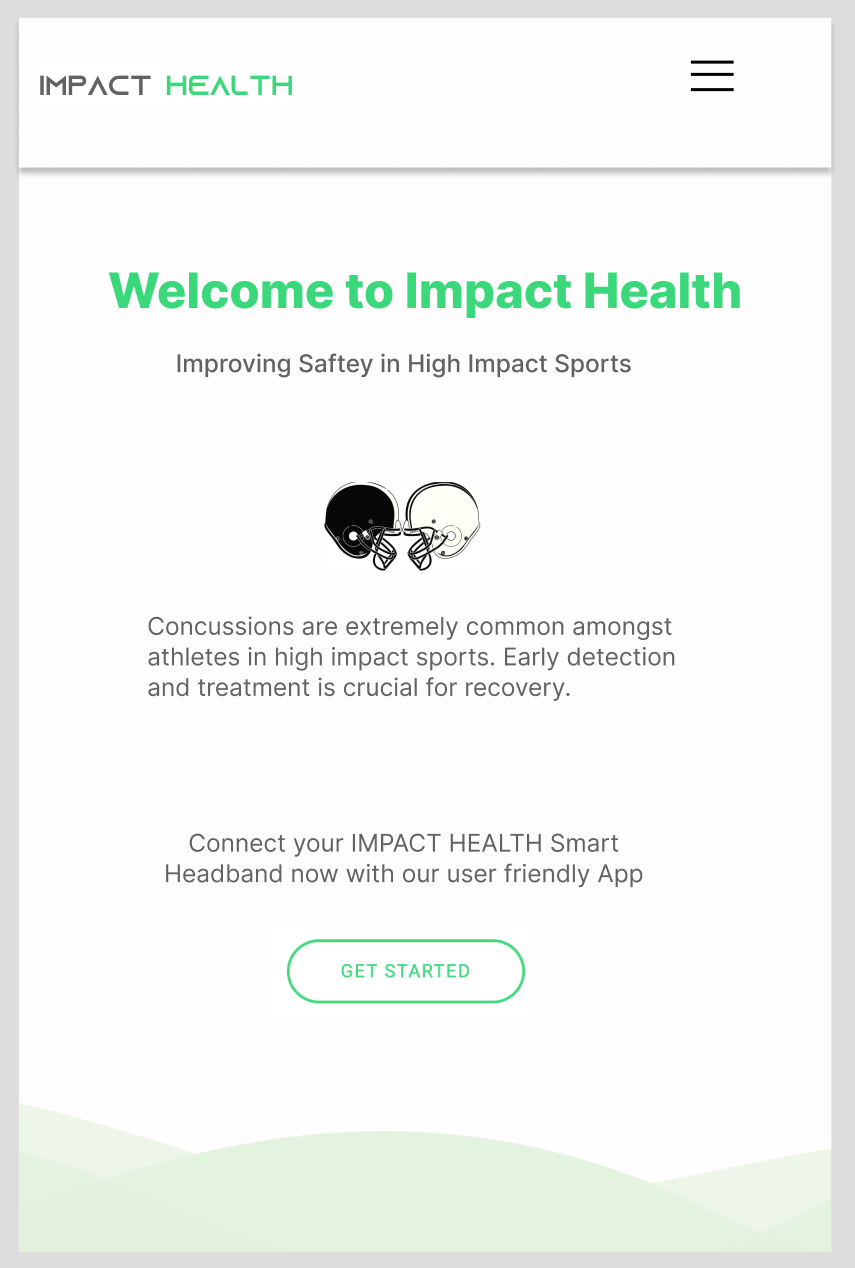 IMPACT HEALTH
Welcome to Impact Health
Improving Saftey in High Impact Sports
Concussions are extremely common amongst
athletes in high impact sports. Early detection
and treatment is crucial for recovery.
Connect your IMPACT HEALTH Smart
Headband now with our user friendly App
GET STARTED